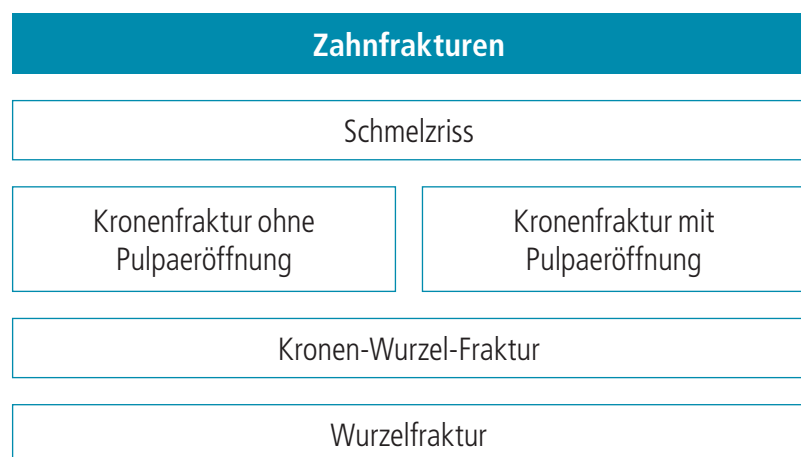 Zahnfrakturen
Schmelzriss
Kronenfraktur ohne
Pulpaeröffnung
Kronenfraktur mit
Pulpaeröffnung
Kronen-Wurzel-Fraktur
Wurzelfraktur